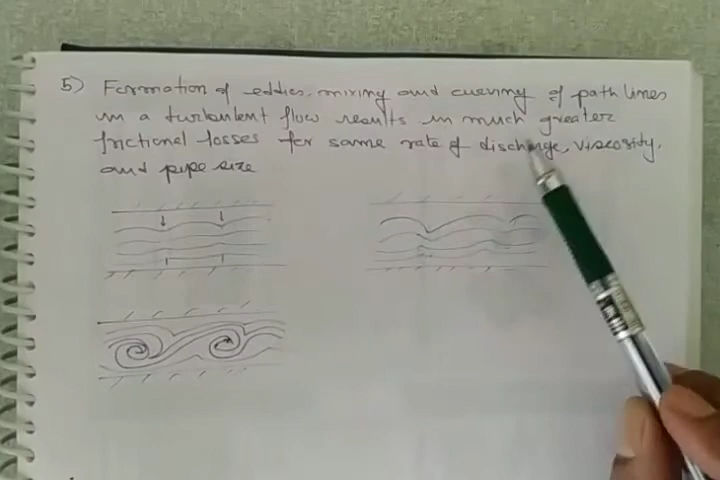 5) Formation of eddies, mixing and curving of path lines
in a turbulent flow results in much greater
frictional losses for same rate of discharge, viscosity,
and pipe size